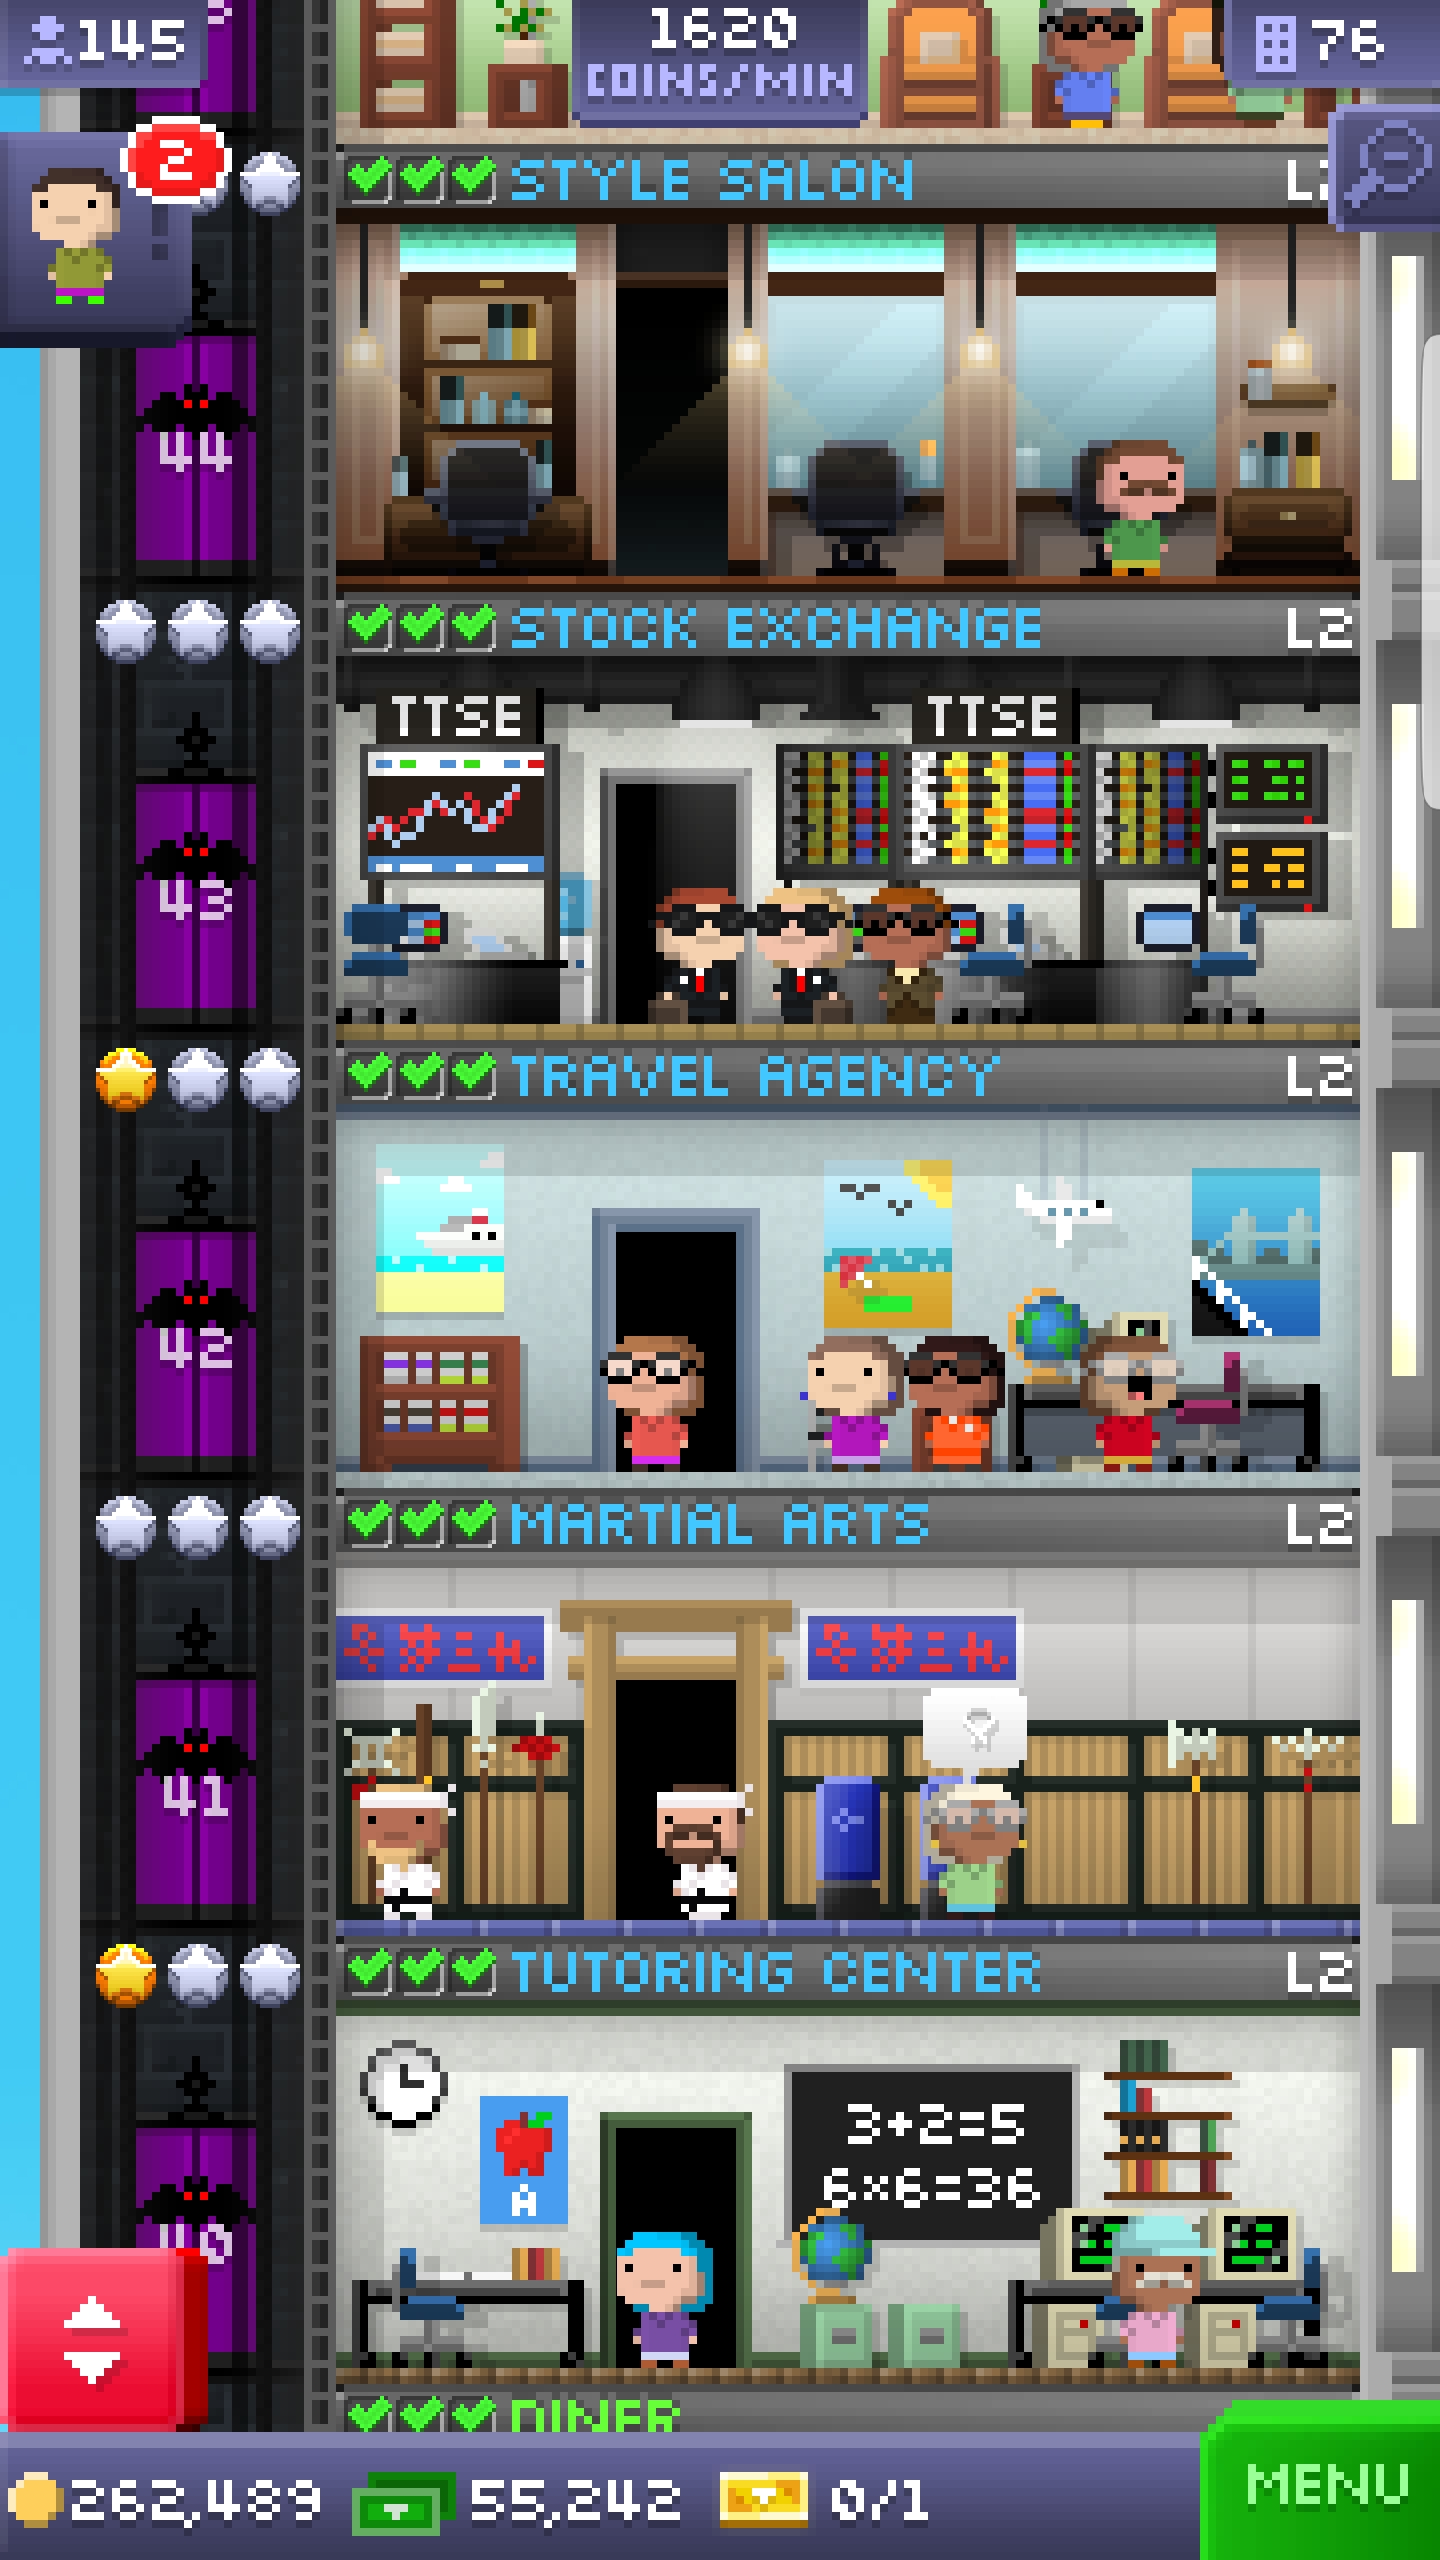 145
1620
COINS/MIN
76
2
STYLE SALON
44
STOCK EXCHANGE L2
TTSE TTSE
43
TRAVEL AGENCY L2
42
MARTIAL ARTS L2
41
TUTORING CENTER L2
3+2=5
6×6=36
A
40
DINER
262,489 55,242 0/1
MENU